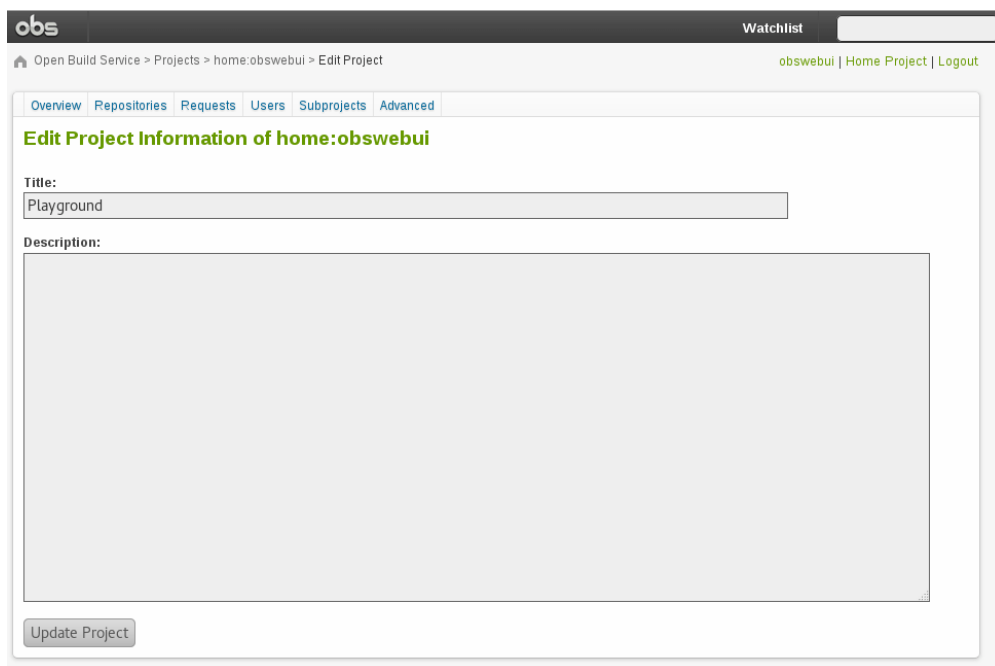 obs
Watchlist
Open Build Service > Projects > home:obswebui > Edit Project
obswebui | Home Project | Logout
Overview Repositories Requests Users Subprojects Advanced
Edit Project Information of home:obswebui
Title:
Playground
Description:
Update Project